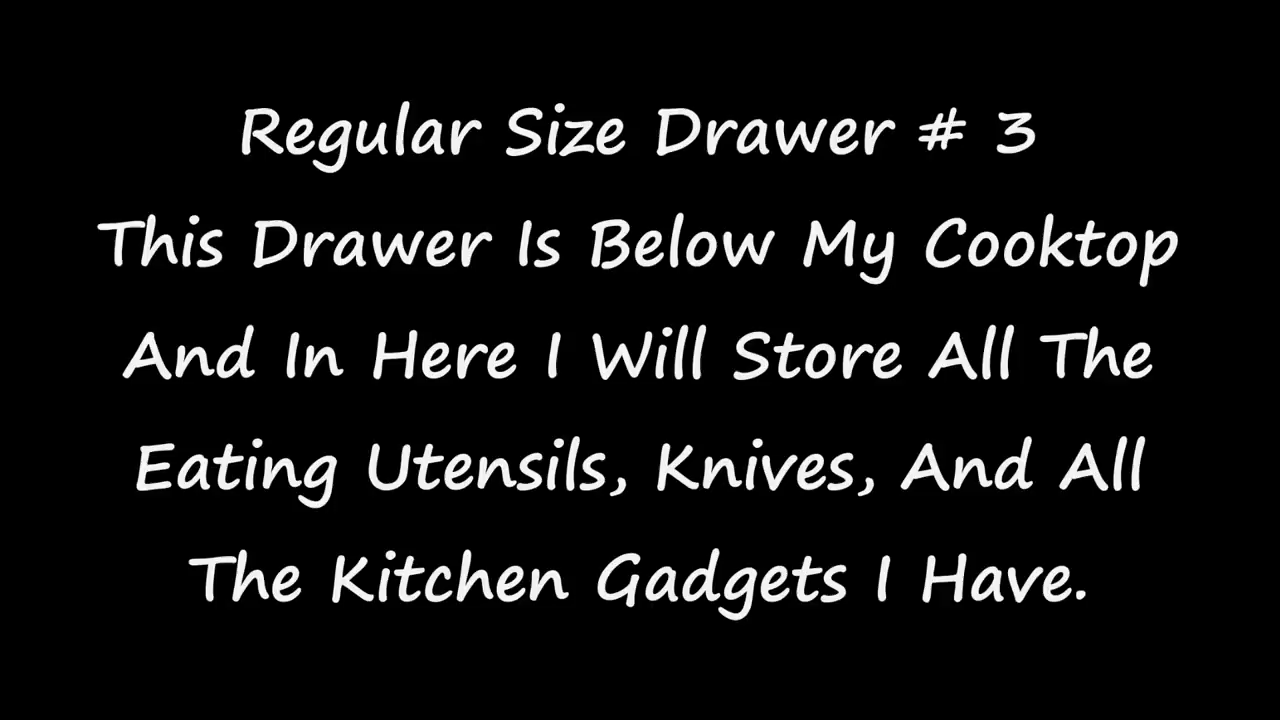 Regular Size Drawer # 3
This Drawer Is Below My Cooktop
And In Here I Will Store All The
Eating Utensils, Knives, And All
The Kitchen Gadgets I Have.